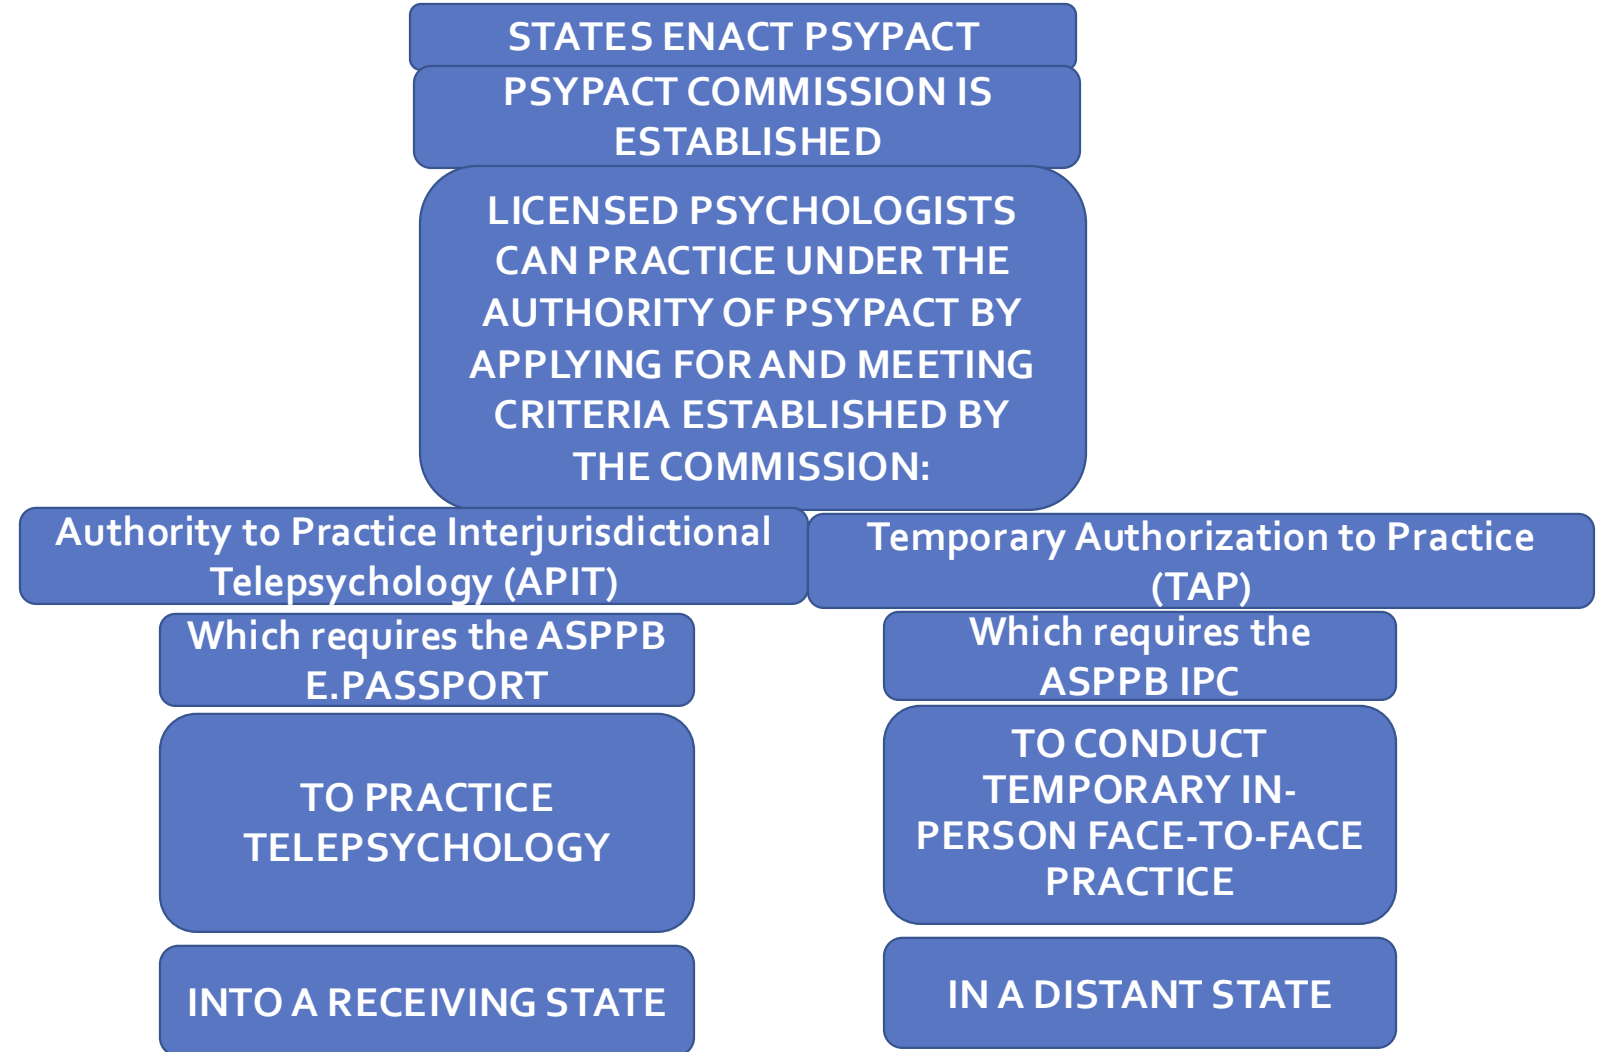 STATES ENACT PSYPACT
PSYPACT COMMISSION IS
ESTABLISHED
LICENSED PSYCHOLOGISTS
CAN PRACTICE UNDER THE
AUTHORITY OF PSYPACT BY
APPLYING FOR AND MEETING
CRITERIA ESTABLISHED BY
THE COMMISSION:
Authority to Practice Interjurisdictional
Telepsychology (APIT)
Which requires the ASPPB
E.PASSPORT
TO PRACTICE
TELEPSYCHOLOGY
INTO A RECEIVING STATE
Temporary Authorization to Practice
(TAP)
Which requires the
ASPPB IPC
TO CONDUCT
TEMPORARY IN-
PERSON FACE-TO-FACE
PRACTICE
IN A DISTANT STATE